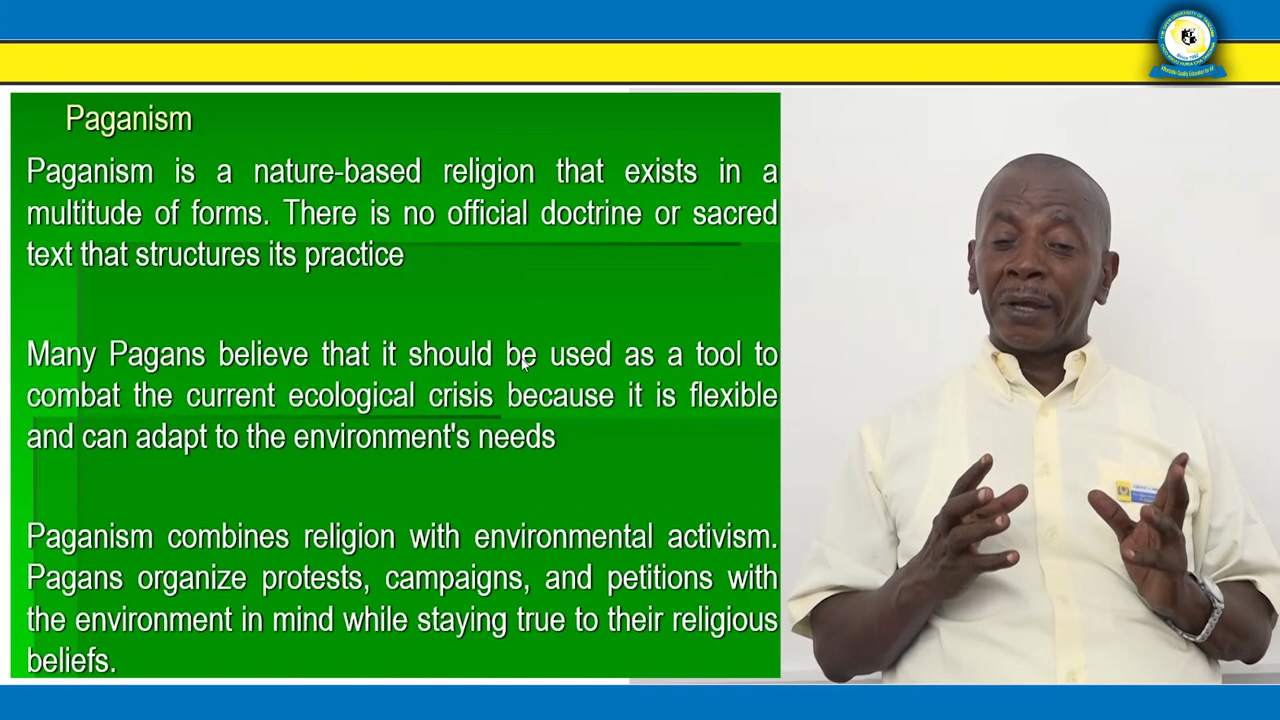 Paganism
Paganism is a nature-based religion that exists in a
multitude of forms. There is no official doctrine or sacred
text that structures its practice
Many Pagans believe that it should be used as a tool to
combat the current ecological crisis because it is flexible
and can adapt to the environment's needs
Paganism combines religion with environmental activism.
Pagans organize protests, campaigns, and petitions with
the environment in mind while staying true to their religious
beliefs.